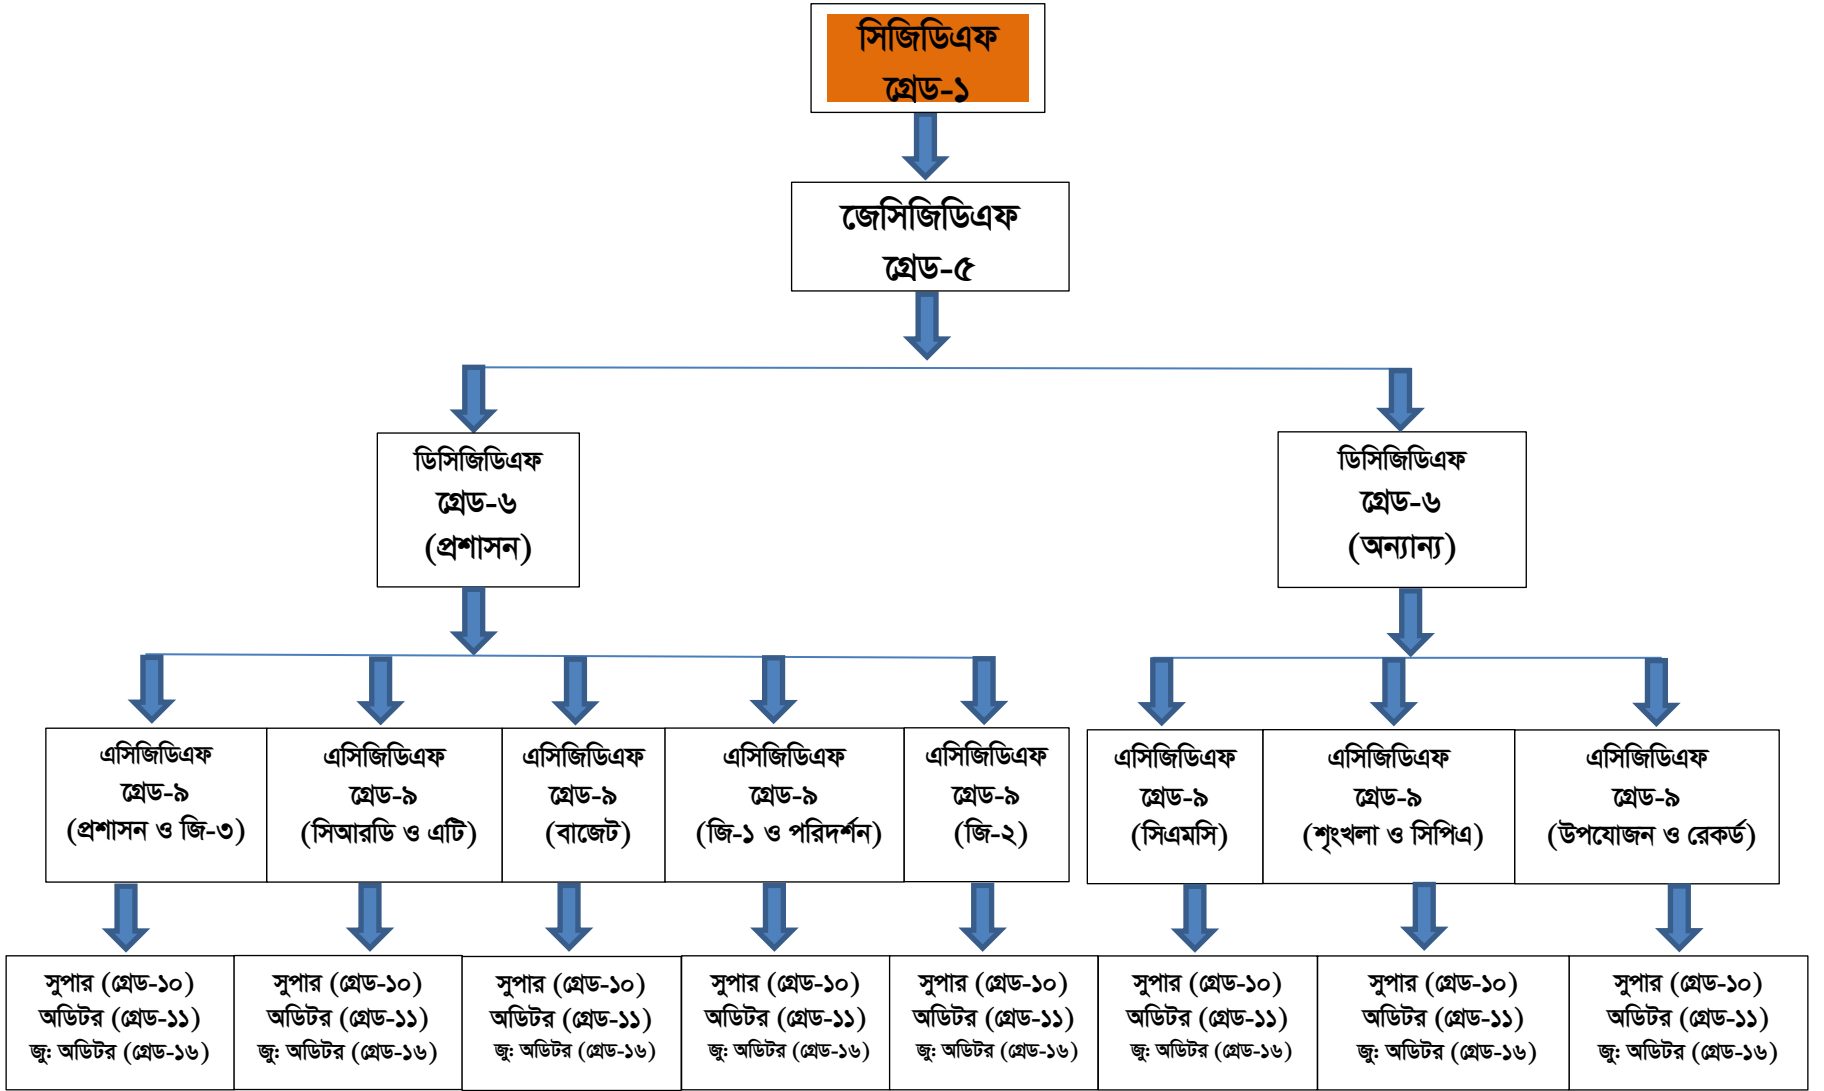 সিজিডিএফ
গ্রেড-১
জেসিজিডিএফ
গ্রেড-৫
ডিসিজিডিএফ
গ্রেড-৬
(প্রশাসন)
ডিসিজিডিএফ
গ্রেড-৬
(অন্যান্য)
এসিজিডিএফ
গ্রেড-৯
(প্রশাসন ও জি-৩)
এসিজিডিএফ
গ্রেড-৯
(সিআরডি ও এটি)
এসিজিডিএফ
গ্রেড-৯
(বাজেট)
এসিজিডিএফ
গ্রেড-৯
(জি-১ ও পরিদর্শন)
এসিজিডিএফ
গ্রেড-৯
(জি-২)
এসিজিডিএফ
গ্রেড-৯
(সিএমসি)
এসিজিডিএফ
গ্রেড-৯
(শৃংখলা ও সিপিএ)
এসিজিডিএফ
গ্রেড-৯
(উপযোজন ও রেকর্ড)
সুপার (গ্রেড-১০)
অডিটর (গ্রেড-১১)
জু: অডিটর (গ্রেড-১৬)
সুপার (গ্রেড-১০)
অডিটর (গ্রেড-১১)
জু: অডিটর (গ্রেড-১৬)
সুপার (গ্রেড-১০)
অডিটর (গ্রেড-১১)
জু: অডিটর (গ্রেড-১৬)
সুপার (গ্রেড-১০)
অডিটর (গ্রেড-১১)
জু: অডিটর (গ্রেড-১৬)
সুপার (গ্রেড-১০)
অডিটর (গ্রেড-১১)
জু: অডিটর (গ্রেড-১৬)
সুপার (গ্রেড-১০)
অডিটর (গ্রেড-১১)
জু: অডিটর (গ্রেড-১৬)
সুপার (গ্রেড-১০)
অডিটর (গ্রেড-১১)
জু: অডিটর (গ্রেড-১৬)
সুপার (গ্রেড-১০)
অডিটর (গ্রেড-১১)
জু: অডিটর (গ্রেড-১৬)